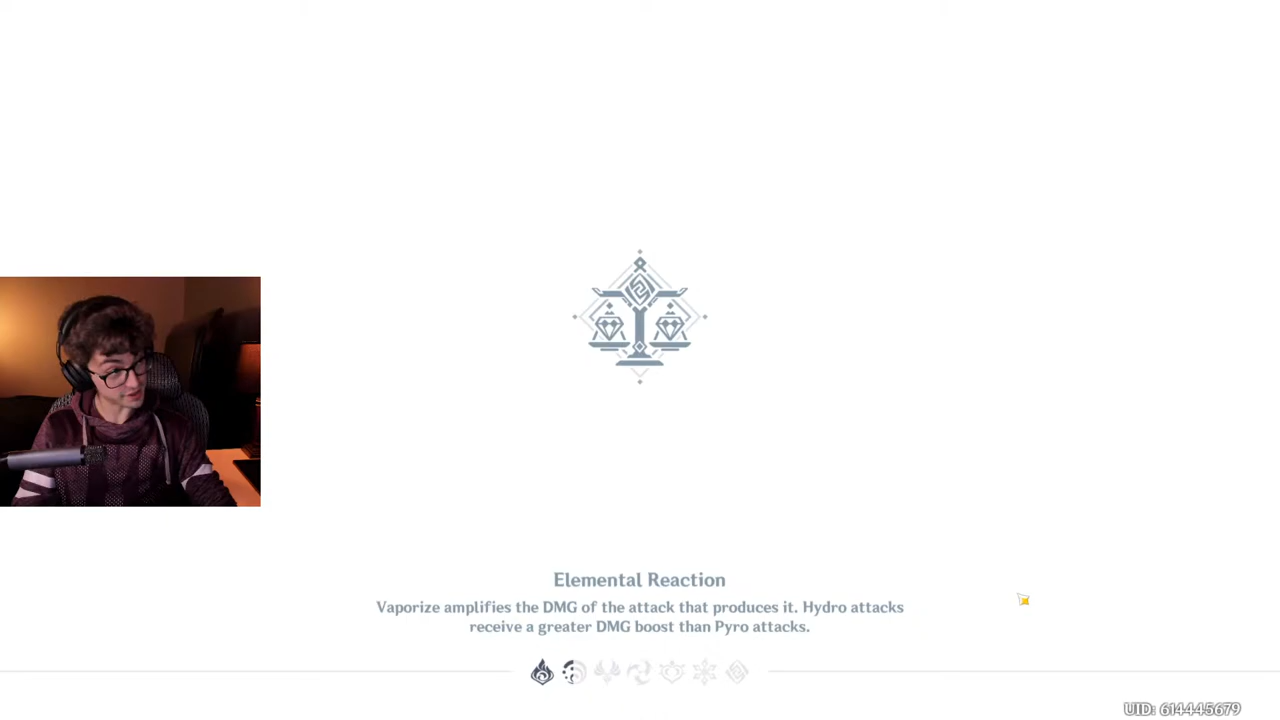 Elemental Reaction
Vaporize amplifies the DMG of the attack that produces it. Hydro attacks
receive a greater DMG boost than Pyro attacks.
UID: 614445679